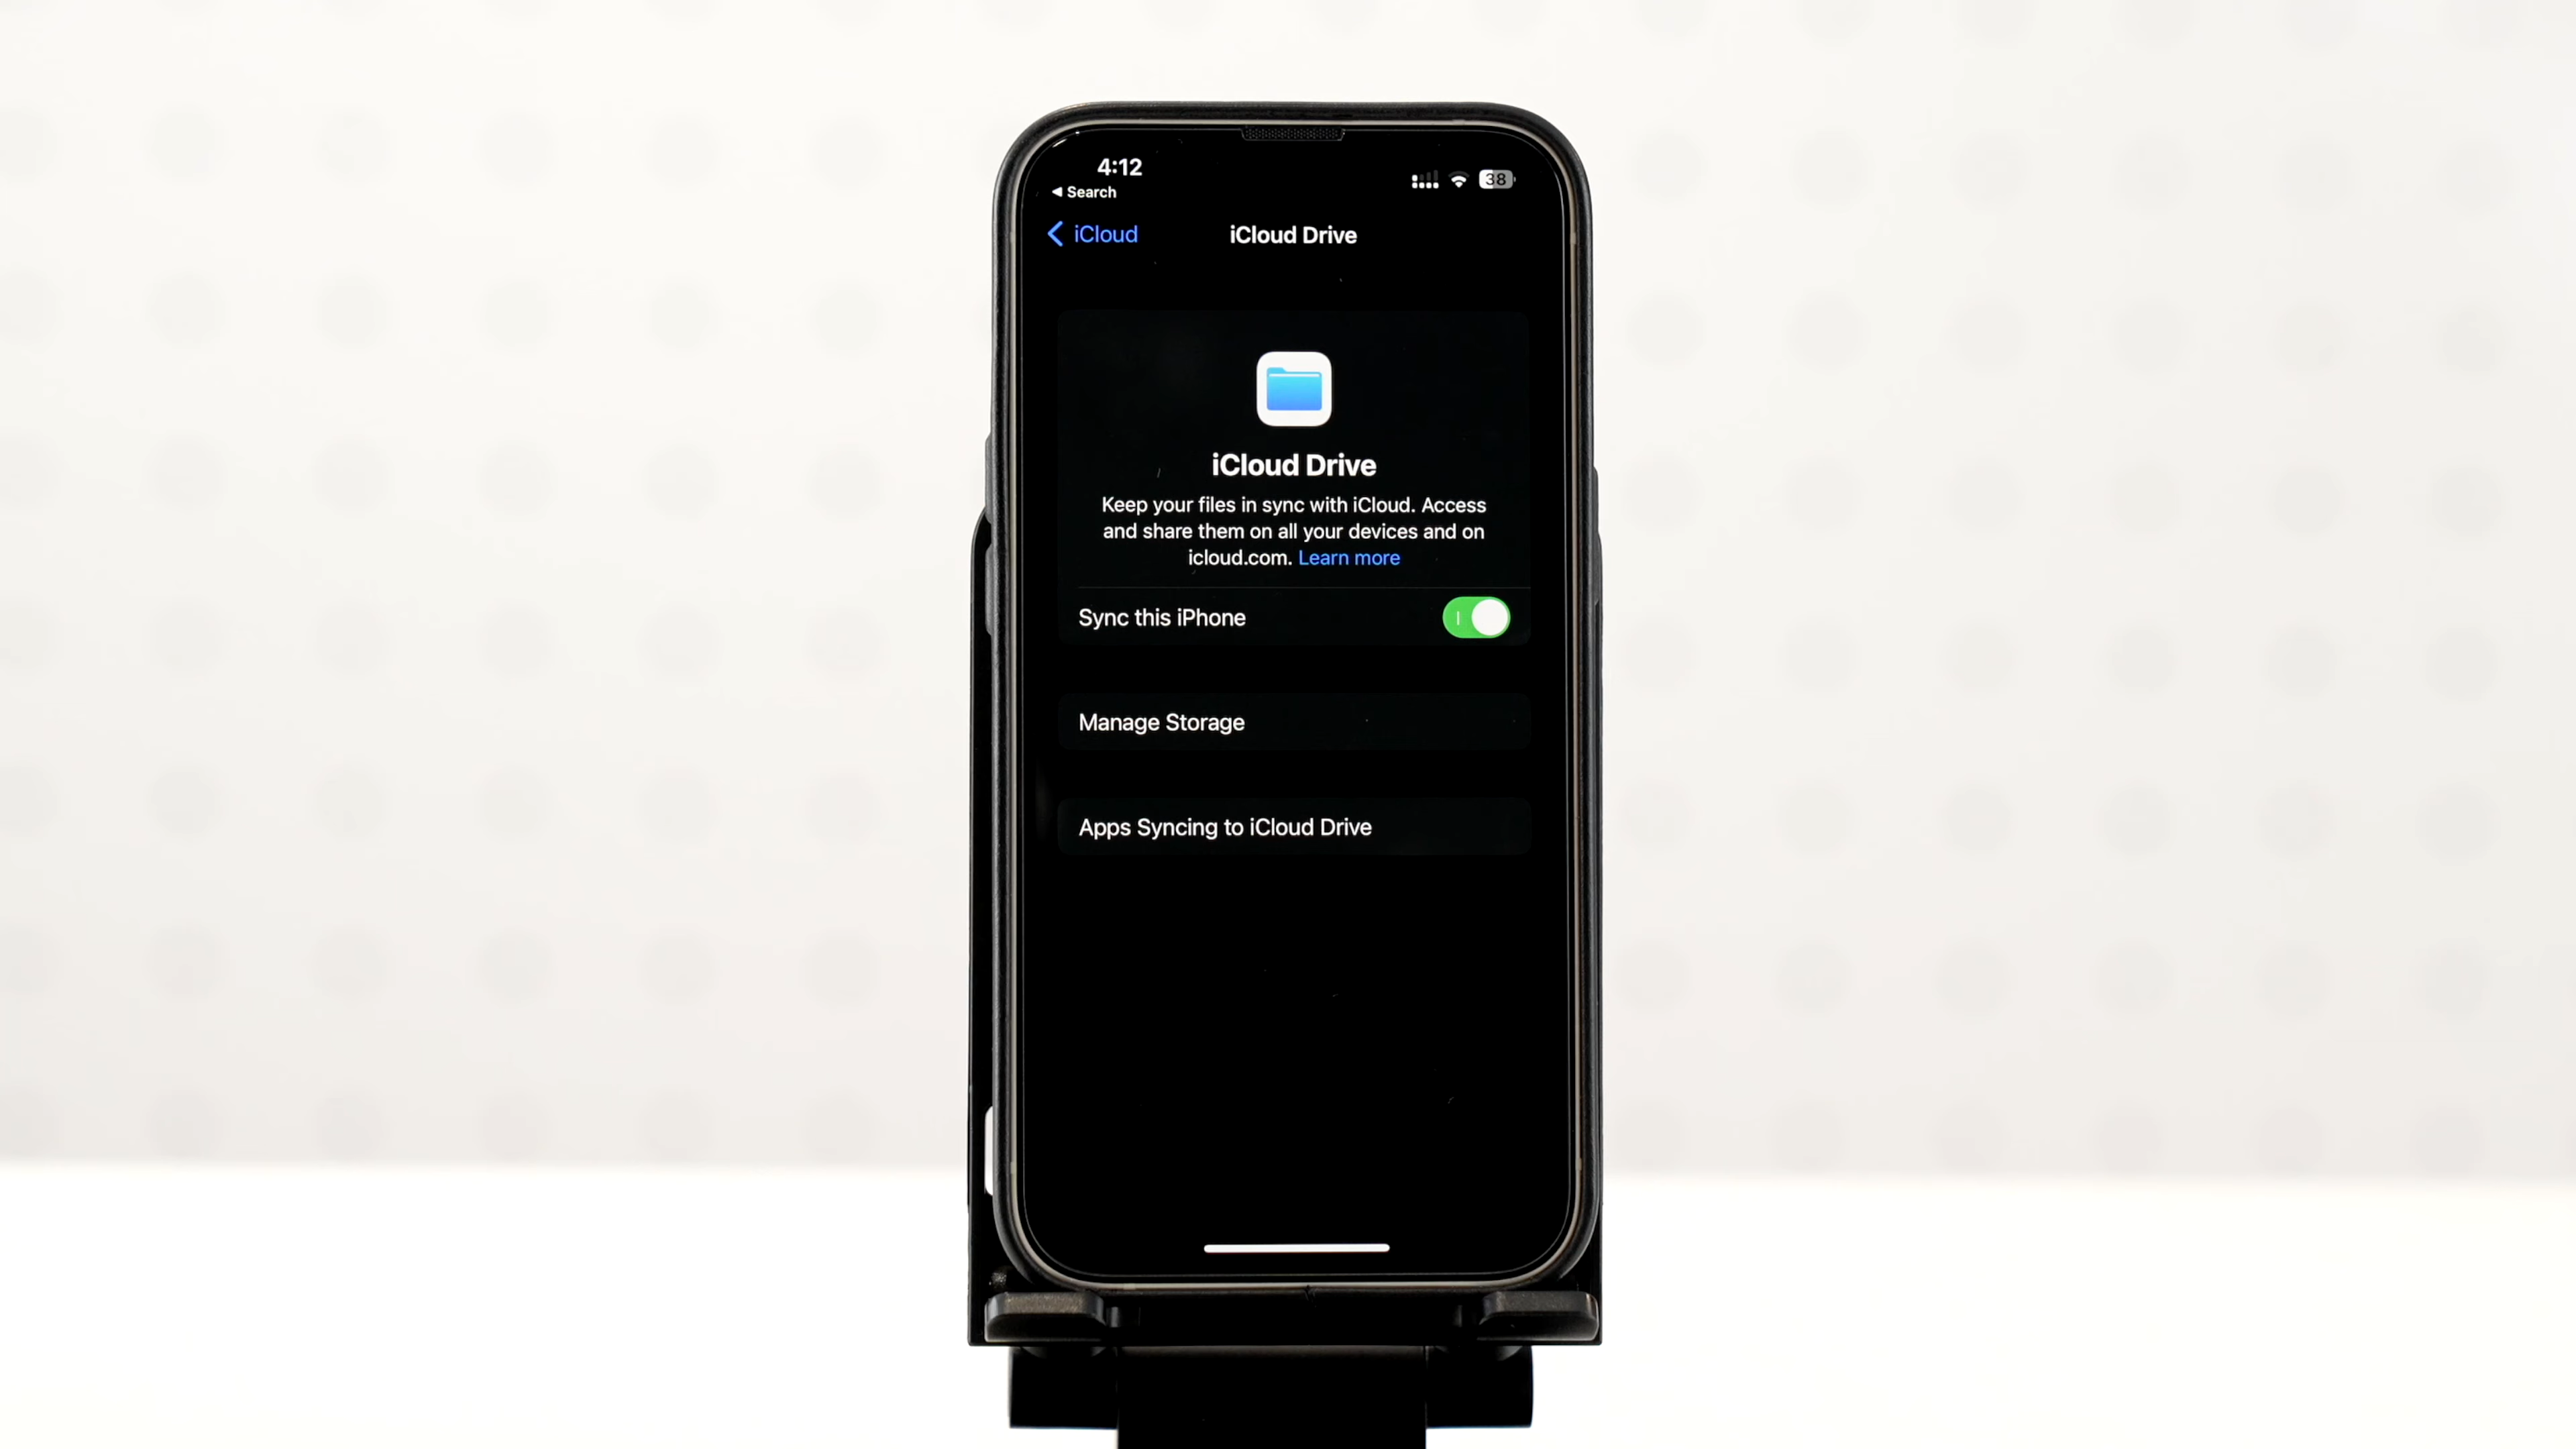 4:12
38
◀ Search
iCloud
iCloud Drive
iCloud Drive
Keep your files in sync with iCloud. Access
and share them on all your devices and on
icloud.com. Learn more
Sync this iPhone
Manage Storage
Apps Syncing to iCloud Drive